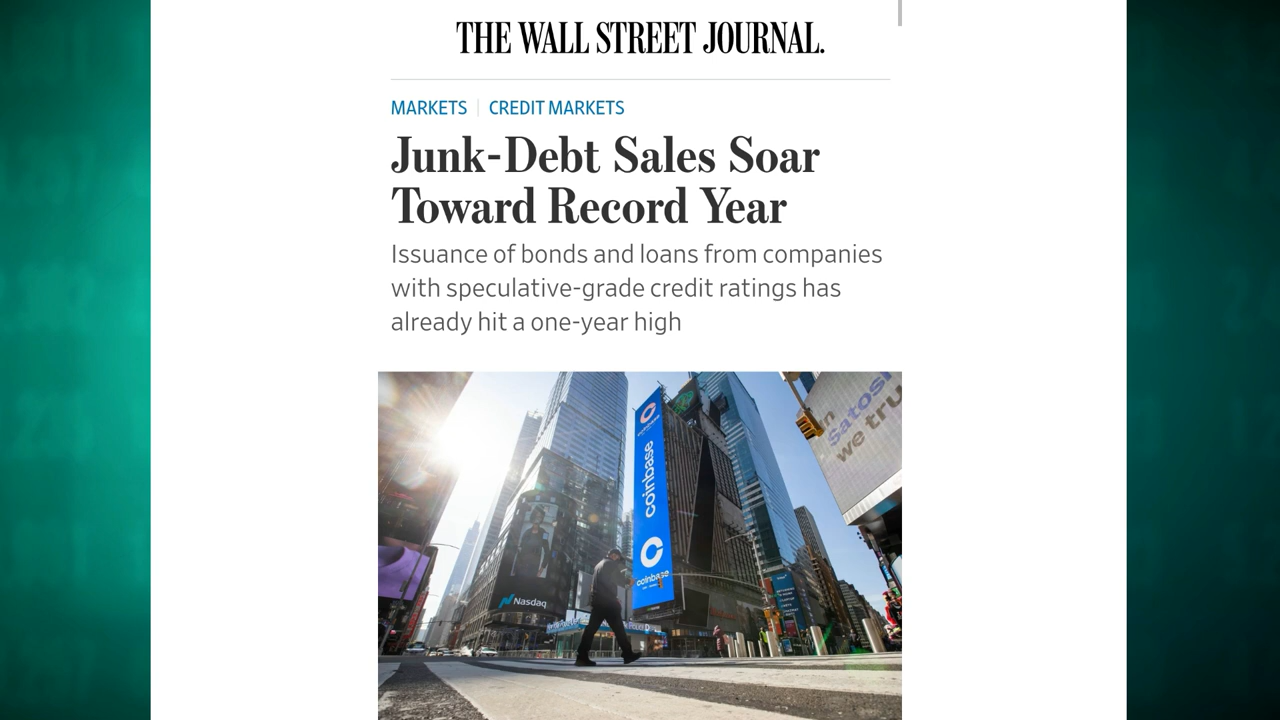 THE WALL STREET JOURNAL.
MARKETS | CREDIT MARKETS
Junk-Debt Sales Soar
Toward Record Year
Issuance of bonds and loans from companies
with speculative-grade credit ratings has
already hit a one-year high
in
Satoshi
we tru
coinbase
coinbase
Nasdaq